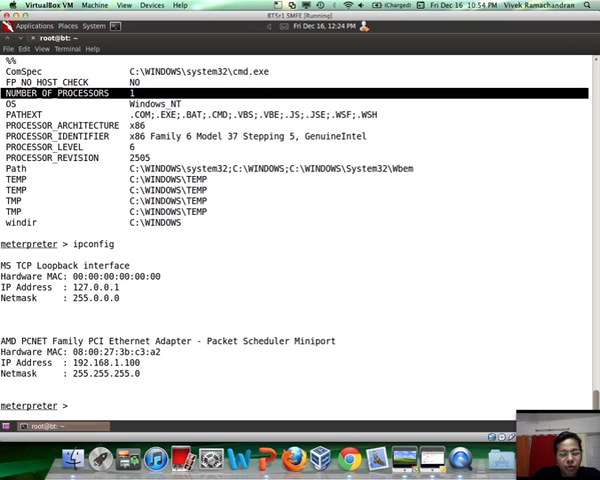 VirtualBox VM Machine View Devices Help (Charged) Fri Dec 16 10:54 PM Vivek Ramachandran
BT5r1 SMFE [Running]
Applications Places System Fri Dec 16, 12:24 PM
root@bt: ~
File Edit View Terminal Help
%%
ComSpec C:\WINDOWS\system32\cmd.exe
FP_NO_HOST_CHECK NO
NUMBER_OF_PROCESSORS 1
OS Windows_NT
PATHEXT .COM;.EXE;.BAT;.CMD;.VBS;.VBE;.JS;.JSE;.WSF;.WSH
PROCESSOR_ARCHITECTURE x86
PROCESSOR_IDENTIFIER x86 Family 6 Model 37 Stepping 5, GenuineIntel
PROCESSOR_LEVEL 6
PROCESSOR_REVISION 2505
Path C:\WINDOWS\system32;C:\WINDOWS;C:\WINDOWS\System32\Wbem
TEMP C:\WINDOWS\TEMP
TEMP C:\WINDOWS\TEMP
TMP C:\WINDOWS\TEMP
TMP C:\WINDOWS\TEMP
windir C:\WINDOWS
meterpreter > ipconfig
MS TCP Loopback interface
Hardware MAC: 00:00:00:00:00:00
IP Address : 127.0.0.1
Netmask : 255.0.0.0
AMD PCNET Family PCI Ethernet Adapter - Packet Scheduler Miniport
Hardware MAC: 08:00:27:3b:c3:a2
IP Address : 192.168.1.100
Netmask : 255.255.255.0
meterpreter >
root@bt: ~